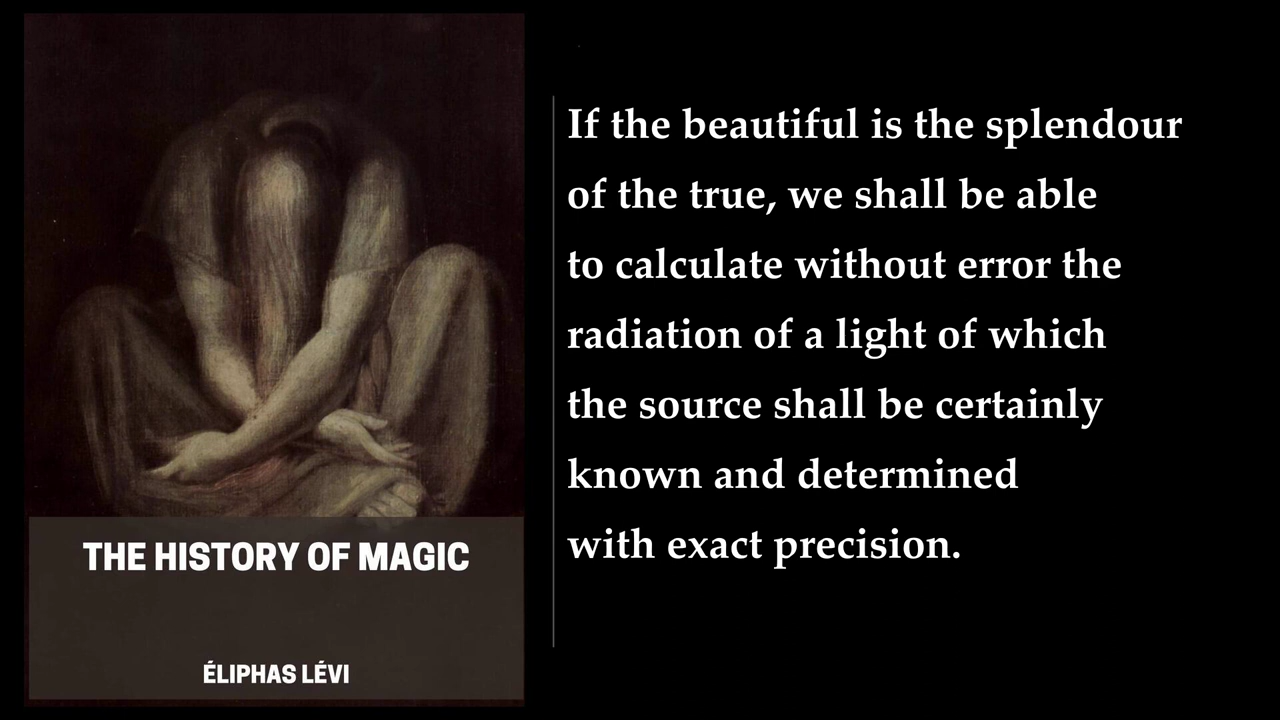 THE HISTORY OF MAGIC
ÉLIPHAS LÉVI
If the beautiful is the splendour
of the true, we shall be able
to calculate without error the
radiation of a light of which
the source shall be certainly
known and determined
with exact precision.